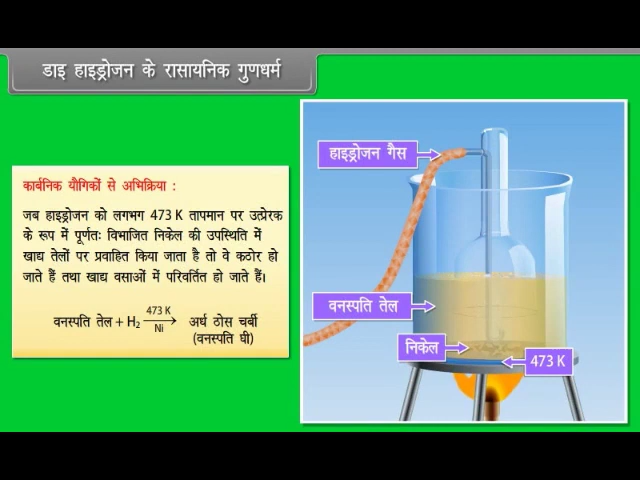 डाइ हाइड्रोजन के रासायनिक गुणधर्म
कार्बनिक यौगिकों से अभिक्रिया :
जब हाइड्रोजन को लगभग 473 K तापमान पर उत्प्रेरक
के रूप में पूर्णतः विभाजित निकेल की उपस्थिति में
खाद्य तेलों पर प्रवाहित किया जाता है तो वे कठोर हो
जाते हैं तथा खाद्य वसाओं में परिवर्तित हो जाते हैं।
473 K
वनस्पति तेल + H₂ ⟶ अर्ध ठोस चर्बी
Ni
(वनस्पति घी)
हाइड्रोजन गैस
वनस्पति तेल
निकेल
473 K